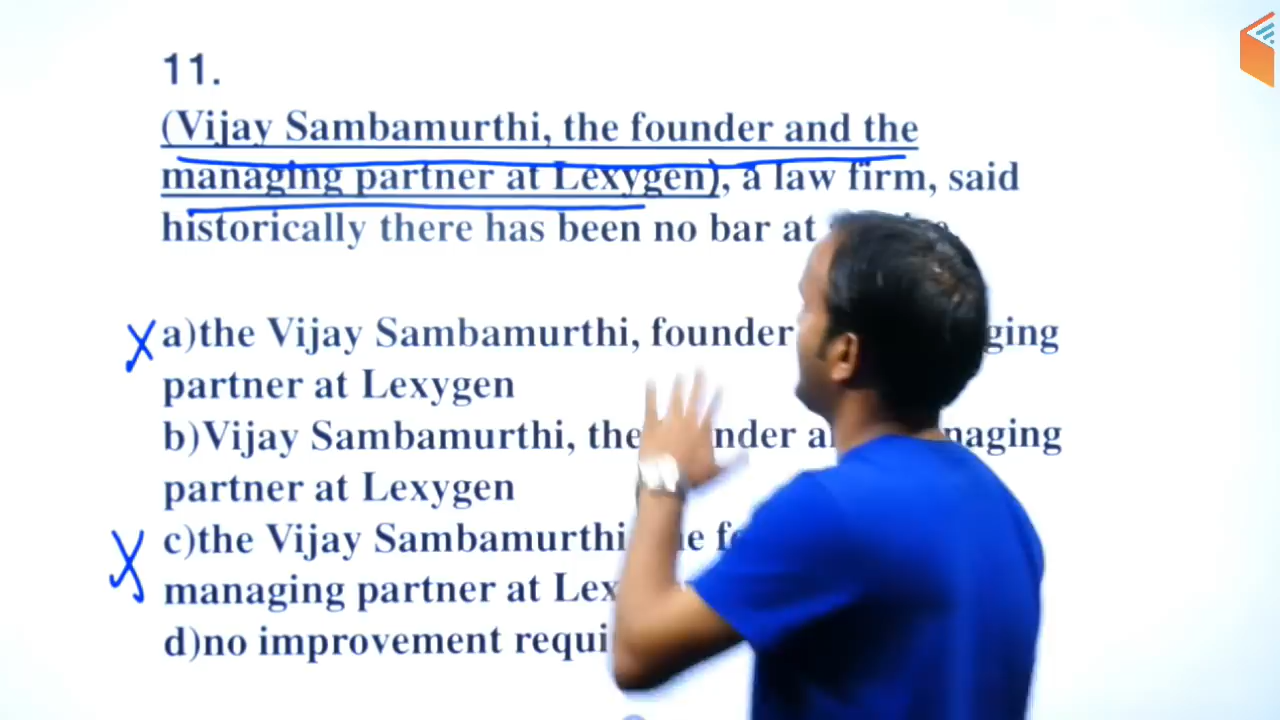 11.
(Vijay Sambamurthi, the founder and the
managing partner at Lexygen), a law firm, said
historically there has been no bar at
a)the Vijay Sambamurthi, founder
partner at Lexygen
b)Vijay Sambamurthi, the
partner at Lexygen
c)the Vijay Sambamurthi
managing partner at
d)no improvement